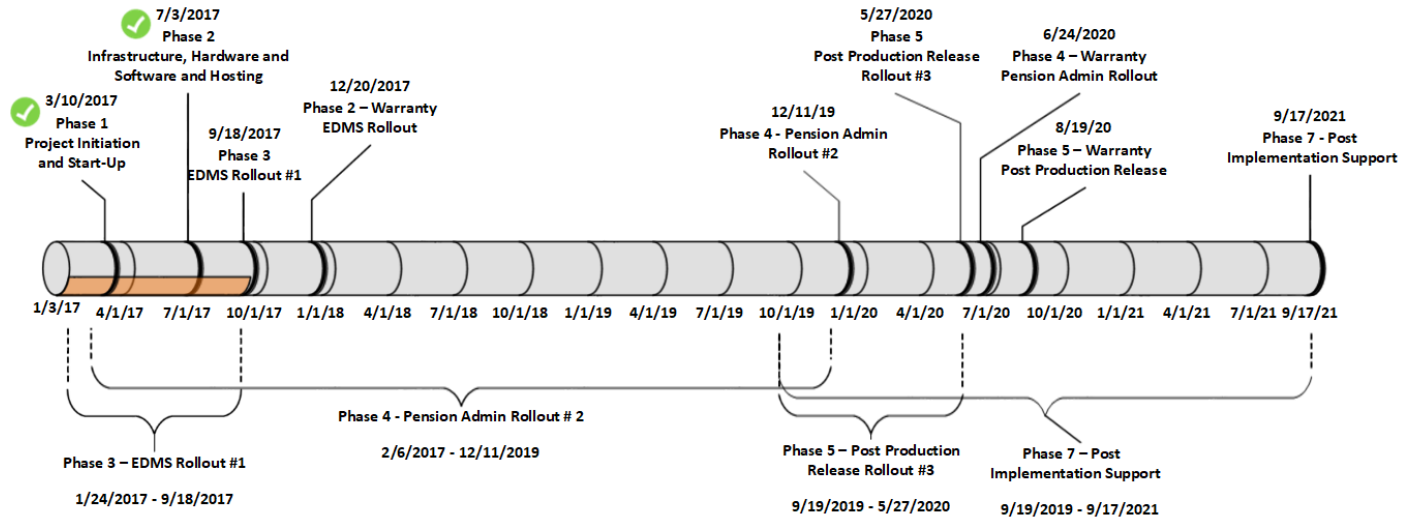 7/3/2017
Phase 2
Infrastructure, Hardware and
Software and Hosting
3/10/2017
Phase 1
Project Initiation
and Start-Up
9/18/2017
Phase 3
EDMS Rollout #1
12/20/2017
Phase 2 – Warranty
EDMS Rollout
12/11/19
Phase 4 - Pension Admin
Rollout #2
5/27/2020
Phase 5
Post Production Release
Rollout #3
6/24/2020
Phase 4 – Warranty
Pension Admin Rollout
8/19/20
Phase 5 – Warranty
Post Production Release
9/17/2021
Phase 7 - Post
Implementation Support
1/3/17 4/1/17 7/1/17 10/1/17 1/1/18 4/1/18 7/1/18 10/1/18 1/1/19 4/1/19 7/1/19 10/1/19 1/1/20 4/1/20 7/1/20 10/1/20 1/1/21 4/1/21 7/1/21 9/17/21
Phase 3 – EDMS Rollout #1
1/24/2017 - 9/18/2017
Phase 4 - Pension Admin Rollout # 2
2/6/2017 - 12/11/2019
Phase 5 – Post Production
Release Rollout #3
9/19/2019 - 5/27/2020
Phase 7 – Post
Implementation Support
9/19/2019 - 9/17/2021